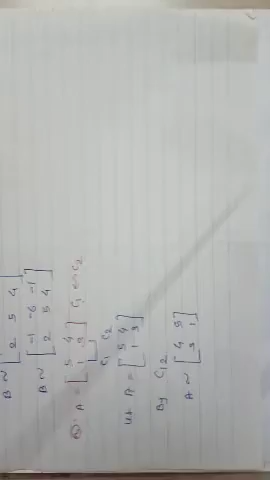 B ~ [ 2 5 4 ]
B ~ [ -1 -6 -1
2 5 4 ]
A = [ 5 4
1 3 ] C₁ ↔ C₂
C₁ C₂
Let A = [ 5 4
1 3 ]
By C₁₂
A ~ [ 4 5
3 1 ]